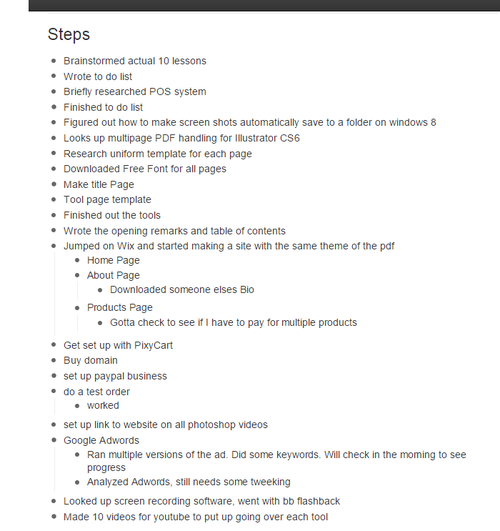 Steps
Brainstormed actual 10 lessons
Wrote to do list
Briefly researched POS system
Finished to do list
Figured out how to make screen shots automatically save to a folder on windows 8
Looks up multipage PDF handling for Illustrator CS6
Research uniform template for each page
Downloaded Free Font for all pages
Make title Page
Tool page template
Finished out the tools
Wrote the opening remarks and table of contents
Jumped on Wix and started making a site with the same theme of the pdf
Home Page
About Page
Downloaded someone elses Bio
Products Page
Gotta check to see if I have to pay for multiple products
Get set up with PixyCart
Buy domain
set up paypal business
do a test order
worked
set up link to website on all photoshop videos
Google Adwords
Ran multiple versions of the ad. Did some keywords. Will check in the morning to see
progress
Analyzed Adwords, still needs some tweeking
Looked up screen recording software, went with bb flashback
Made 10 videos for youtube to put up going over each tool